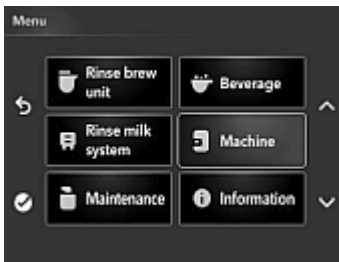 Menu
Rinse brew
unit
Beverage
Rinse milk
system
Machine
Maintenance
Information